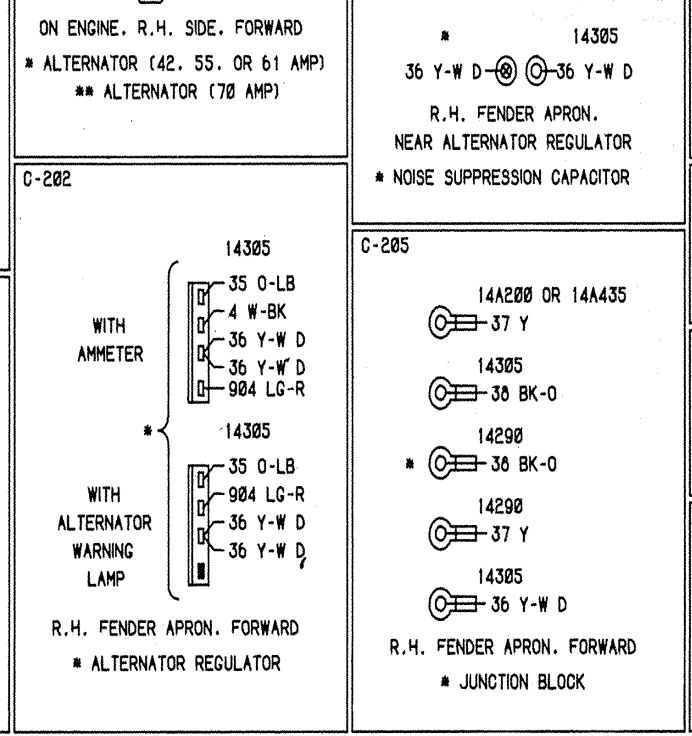 ON ENGINE. R.H. SIDE. FORWARD
* ALTERNATOR (42. 55. OR 61 AMP)
** ALTERNATOR (70 AMP)
*
14305
36 Y-W D
36 Y-W D
R.H. FENDER APRON.
NEAR ALTERNATOR REGULATOR
* NOISE SUPPRESSION CAPACITOR
C-202
14305
35 O-LB
4 W-BK
WITH
AMMETER
36 Y-W D
36 Y-W D
904 LG-R
*
14305
35 O-LB
904 LG-R
WITH
ALTERNATOR
WARNING
LAMP
36 Y-W D
36 Y-W D
R.H. FENDER APRON. FORWARD
* ALTERNATOR REGULATOR
C-205
14A200 OR 14A435
37 Y
14305
38 BK-O
14290
* 38 BK-O
14290
37 Y
14305
36 Y-W D
R.H. FENDER APRON. FORWARD
* JUNCTION BLOCK